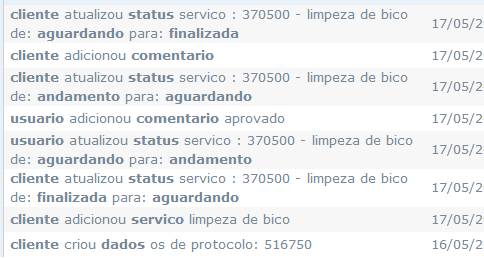 cliente atualizou status servico : 370500 - limpeza de bico 
de: aguardando para: finalizada 17/05/2
cliente adicionou comentario 17/05/2
cliente atualizou status servico : 370500 - limpeza de bico 
de: andamento para: aguardando 17/05/2
usuario adicionou comentario aprovado 17/05/2
usuario atualizou status servico : 370500 - limpeza de bico 
de: aguardando para: andamento 17/05/2
cliente atualizou status servico : 370500 - limpeza de bico 
de: finalizada para: aguardando 17/05/2
cliente adicionou servico limpeza de bico 17/05/2
cliente criou dados os de protocolo: 516750 16/05/2